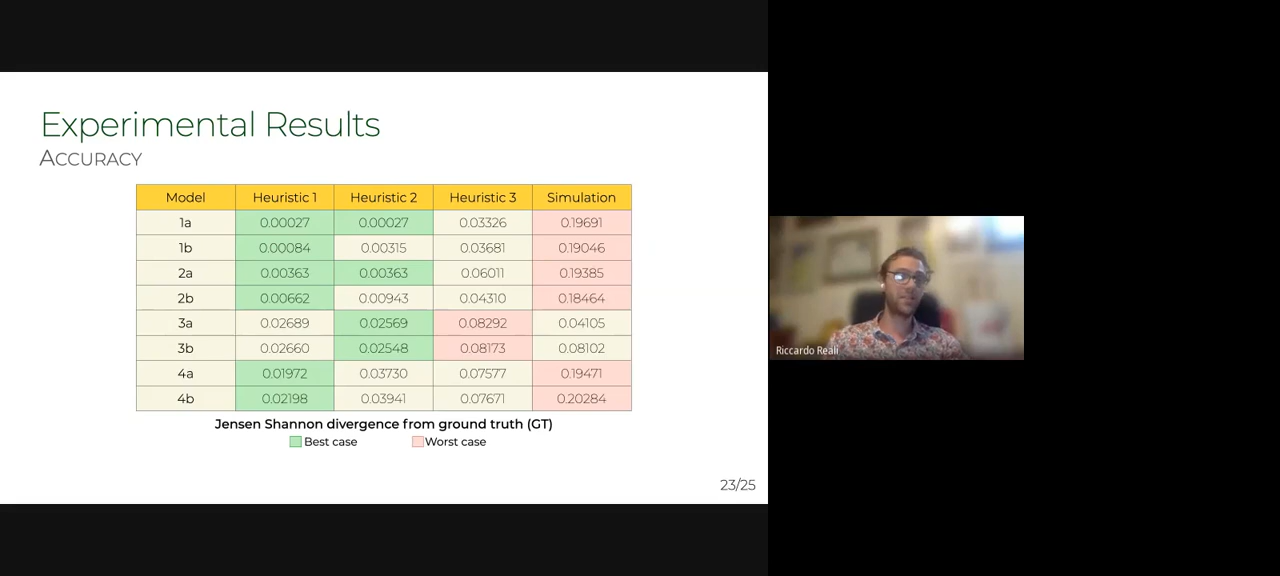 Experimental Results
ACCURACY
Model Heuristic 1 Heuristic 2 Heuristic 3 Simulation
1a 0.00027 0.00027 0.03326 0.19691
1b 0.00084 0.00315 0.03681 0.19046
2a 0.00363 0.00363 0.06011 0.19385
2b 0.00662 0.00943 0.04310 0.18464
3a 0.02689 0.02569 0.08292 0.04105
3b 0.02660 0.02548 0.08173 0.08102
4a 0.01972 0.03730 0.07577 0.19471
4b 0.02198 0.03941 0.07671 0.20284
Jensen Shannon divergence from ground truth (GT)
Best case Worst case
23/25
Riccardo Reali